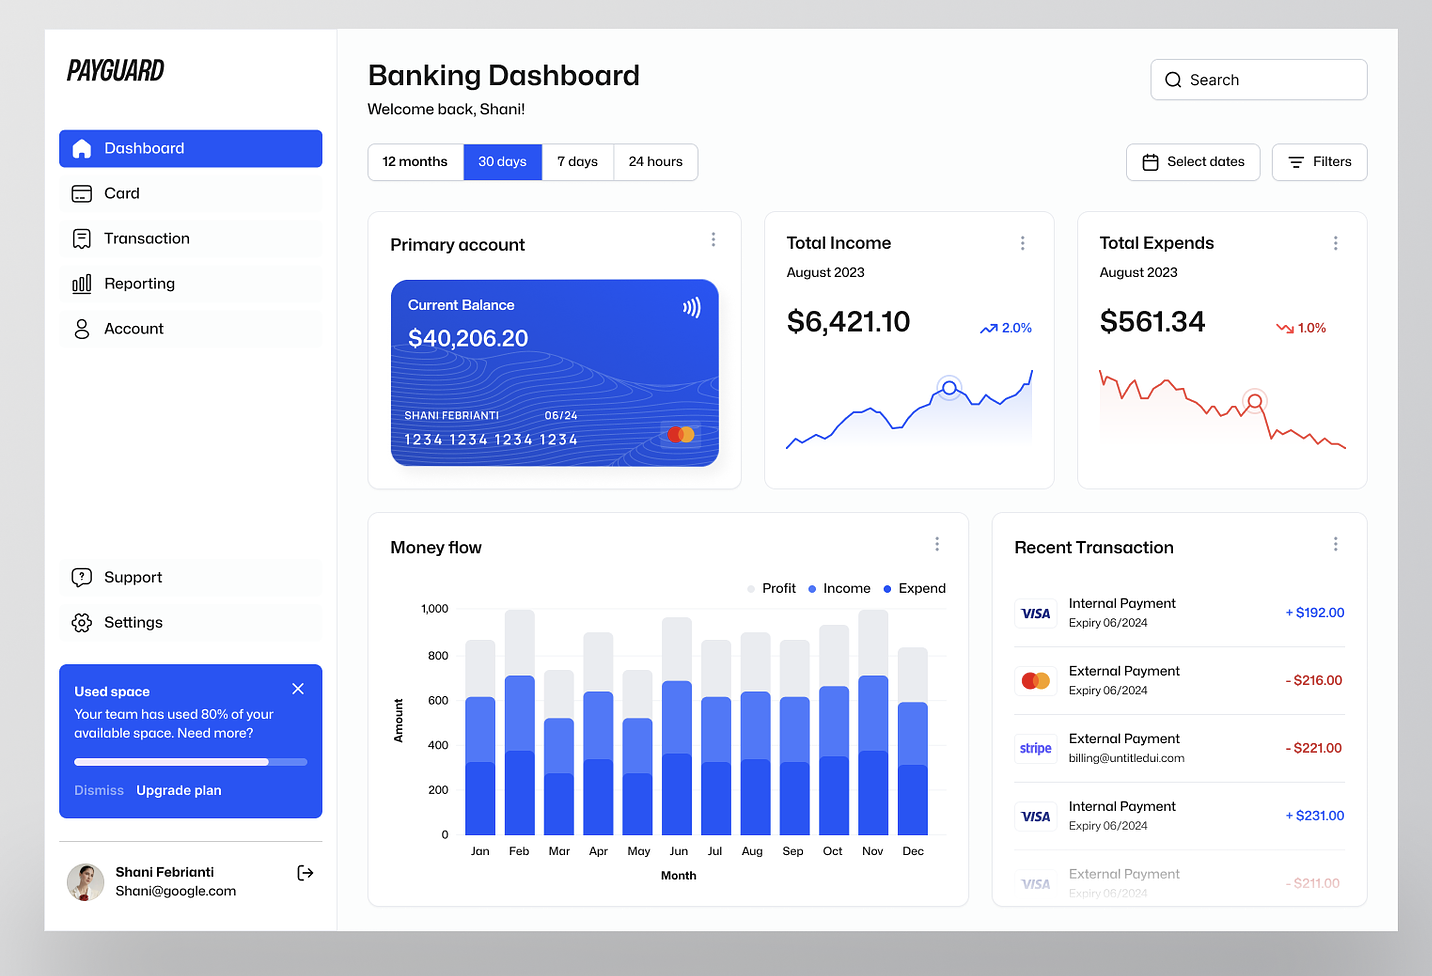 PAYGUARD
Dashboard
Card
Transaction
Reporting
Account
Support
Settings
Used space
Your team has used 80% of your
available space. Need more?
Dismiss Upgrade plan
Shani Febrianti
Shani@google.com
Banking Dashboard
Welcome back, Shani!
Search
12 months 30 days 7 days 24 hours
Select dates Filters
Primary account
Current Balance
$40,206.20
SHANI FEBRIANTI 06/24
1234 1234 1234 1234
Total Income
August 2023
$6,421.10 2.0%
Total Expends
August 2023
$561.34 1.0%
Money flow
Profit Income Expend
1,000
800
600
400
200
0
Amount
Jan Feb Mar Apr May Jun Jul Aug Sep Oct Nov Dec
Month
Recent Transaction
VISA Internal Payment + $192.00
Expiry 06/2024
External Payment - $216.00
Expiry 06/2024
stripe External Payment - $221.00
billing@untitledui.com
VISA Internal Payment + $231.00
Expiry 06/2024
VISA External Payment - $211.00
Expiry 06/2024